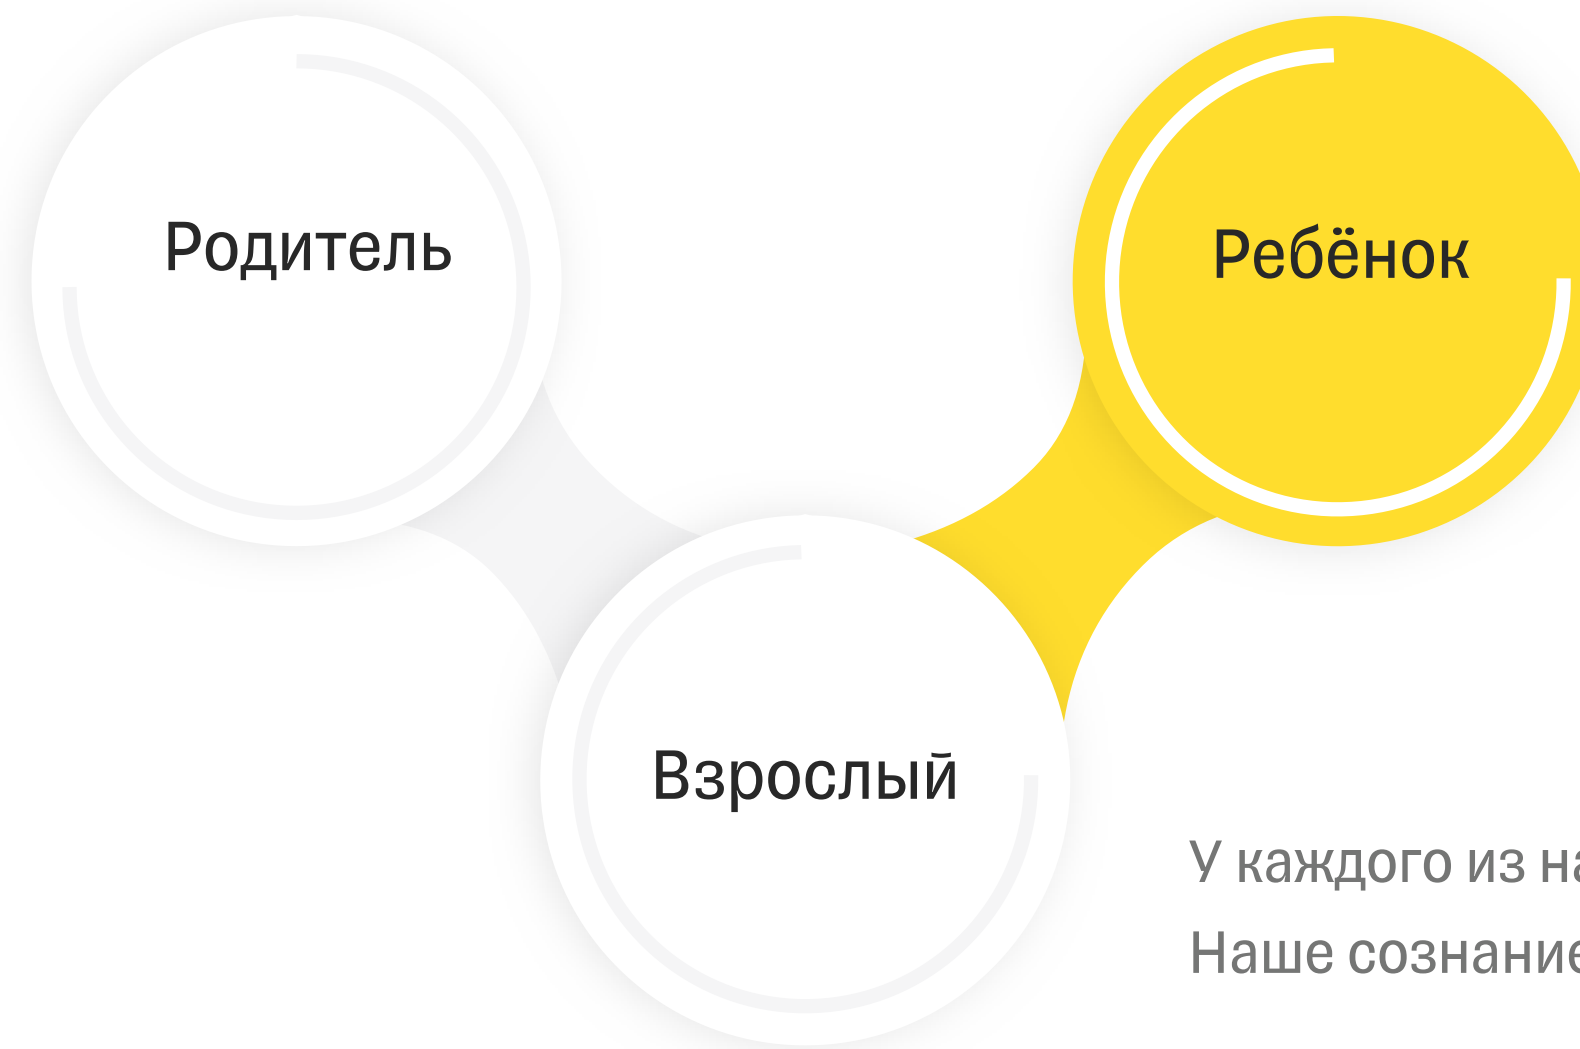 Родитель
Ребёнок
Взрослый
У каждого из
Наше сознание